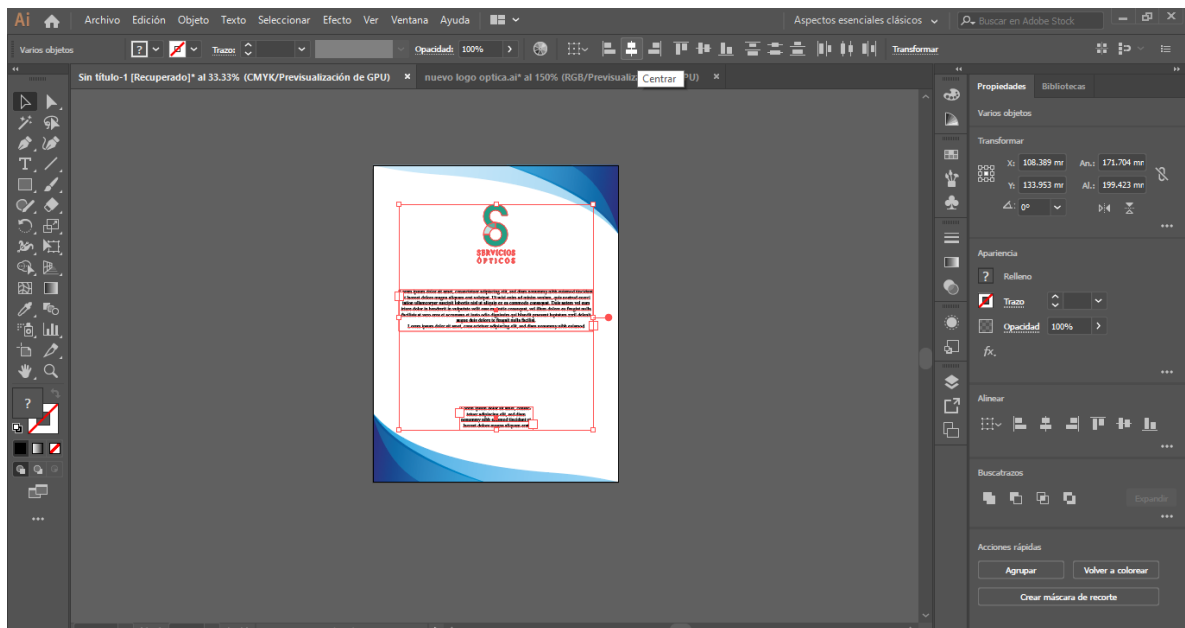 Ai Archivo Edición Objeto Texto Seleccionar Efecto Ver Ventana Ayuda Aspectos esenciales clásicos Buscar en Adobe Stock
Varios objetos ? Trazo: Opacidad: 100% Transformar
Sin título-1 [Recuperado]* al 33.33% (CMYK/Previsualización de GPU) × nuevo logo optica.ai* al 150% (RGB/Previsualiz PU) ×
Centrar
Propiedades Bibliotecas
Varios objetos
Transformar
X: 108.389 mr An.: 171.704 mr
Y: 133.953 mr Al.: 199.423 mr
0°
SERVICIOS
ÓPTICOS
Apariencia
? Relleno
Trazo
Opacidad 100%
fx.
Alinear
Buscatrazos
Expandir
Acciones rápidas
Agrupar Volver a colorear
Crear máscara de recorte